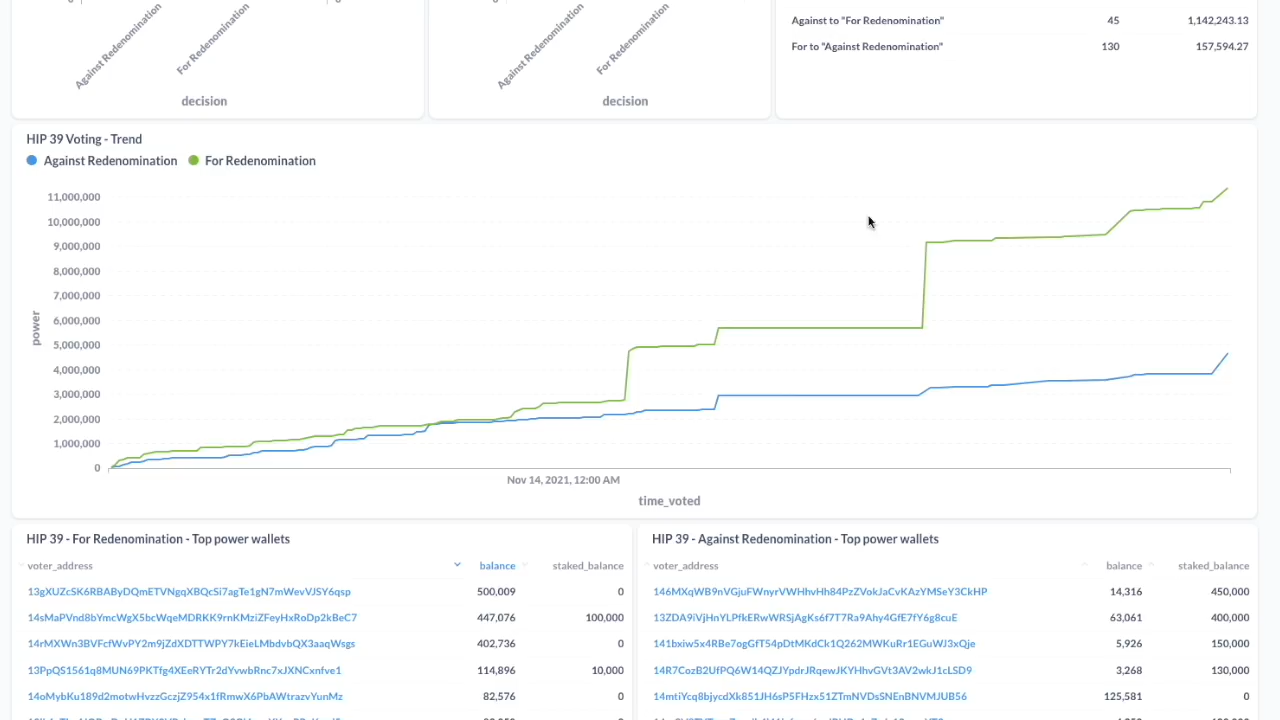 Against to "For Redenomination" 45 1,142,243.13
For to "Against Redenomination" 130 157,594.27
Against Redenomination For Redenomination Against Redenomination For Redenomination
decision decision
HIP 39 Voting - Trend
Against Redenomination For Redenomination
11,000,000
10,000,000
9,000,000
8,000,000
7,000,000
6,000,000
5,000,000
4,000,000
3,000,000
2,000,000
1,000,000
0
power
Nov 14, 2021, 12:00 AM
time_voted
HIP 39 - For Redenomination - Top power wallets
voter_address balance staked_balance
13gXUZcSK6RBAByDQmETVNgqXBQcSi7agTe1gN7mWevVJSY6qsp 500,009 0
14sMaPVnd8bYmcWgX5bcWqeMDRKK9rnKMziZFeyHxRoDp2kBeC7 447,076 100,000
14rMXWn3BVFcfWvPY2m9jZdXDTTWPY7kEieLMbdvbQX3aaqWsgs 402,736 0
13PpQS1561q8MUN69PKTfg4XEeRYTr2dYvwbRnc7xJXNCxnfve1 114,896 10,000
14oMybKu189d2motwHvzzGczjZ954x1fRmwX6PbAWtrazvYunMz 82,576 0
HIP 39 - Against Redenomination - Top power wallets
voter_address balance staked_balance
146MXqWB9nVGjuFWnyrVWHhvHh84PzZVokJaCvKAzYMSeY3CkHP 14,316 450,000
13ZDA9iVjHnYLPfkERwWRSjAgKs6f7T7Ra9Ahy4GfE7fY6g8cuE 63,061 400,000
141bxiw5x4RBe7ogGfT54pDtMKdCk1Q262MWKuRr1EGuWJ3xQje 5,926 150,000
14R7CozB2UfPQ6W14QZJYpdrJRqewJKYHhvGVt3AV2wkJ1cLSD9 3,268 130,000
14mtiYcq8bjycdXk851JH6sP5FHzx51ZTmNVDsSNEnBNVMJUB56 125,581 0